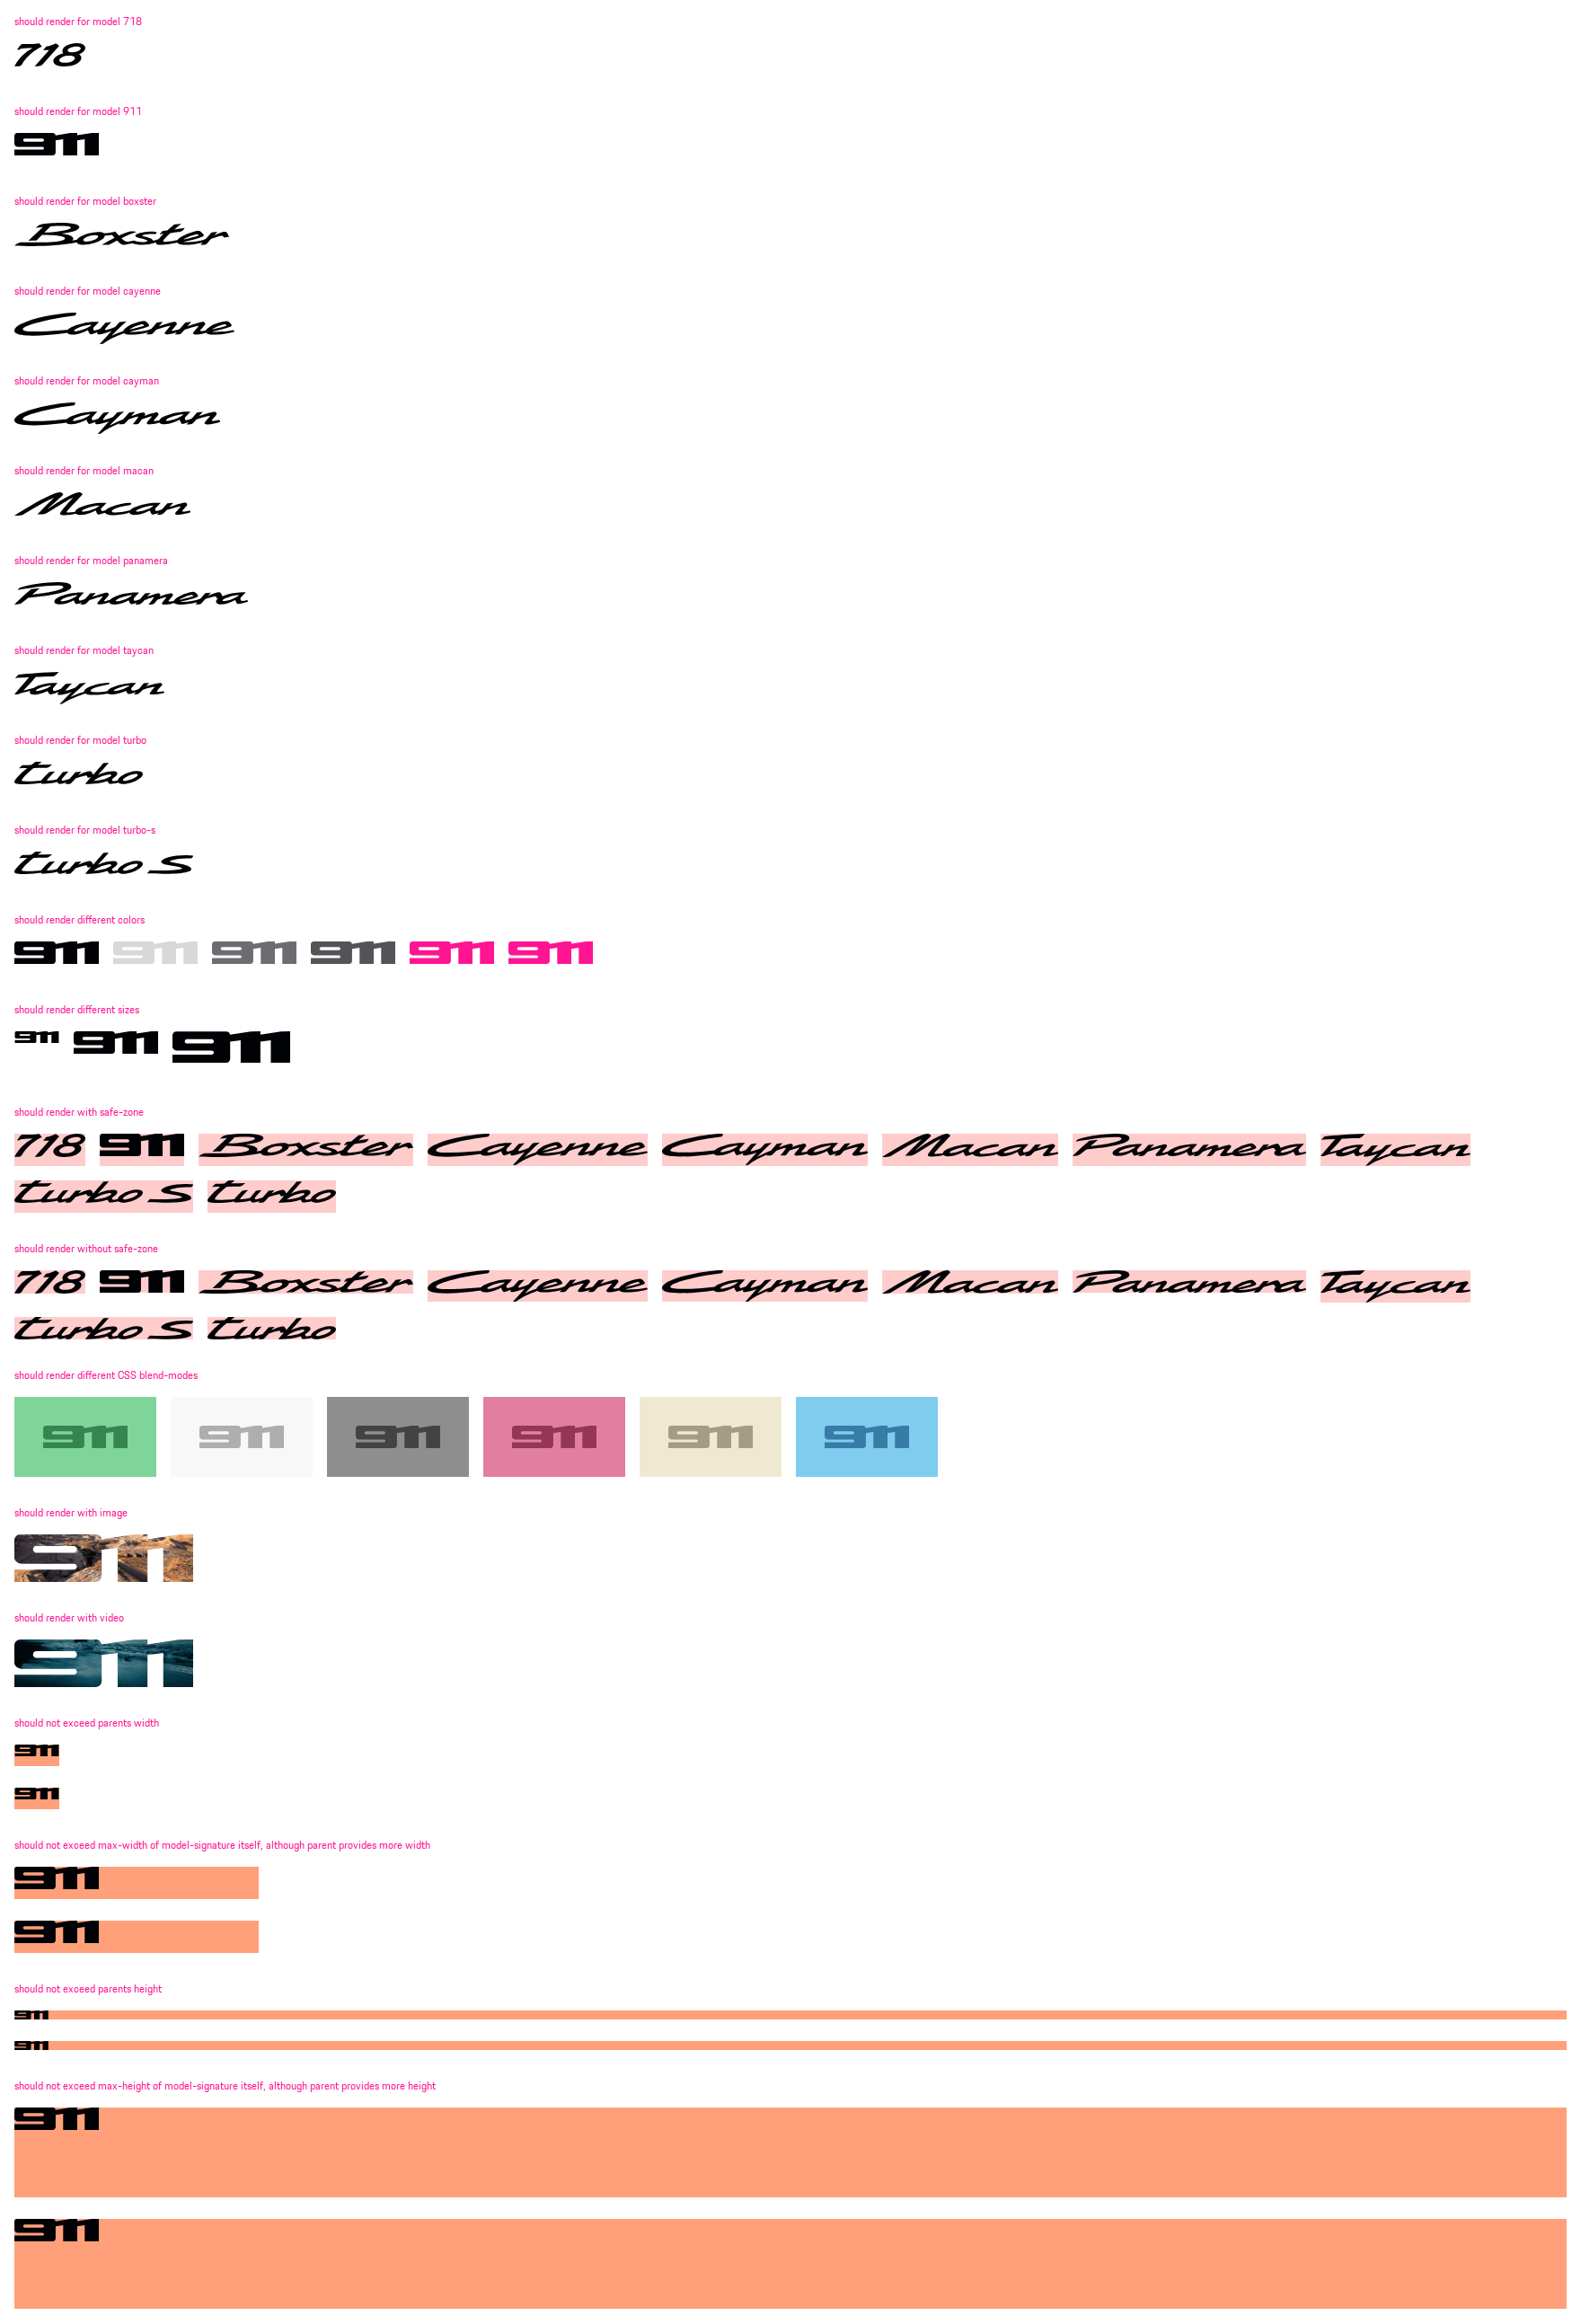 should render for model 718
718
should render for model 911
911
should render for model boxster
Boxster
should render for model cayenne
Cayenne
should render for model cayman
Cayman
should render for model macan
Macan
should render for model panamera
Panamera
should render for model taycan
Taycan
should render for model turbo
turbo
should render for model turbo-s
turbo S
should render different colors
911 911 911 911 911 911
should render different sizes
911 911 911
should render with safe-zone
718 911 Boxster Cayenne Cayman Macan Panamera Taycan
turbo S turbo
should render without safe-zone
718 911 Boxster Cayenne Cayman Macan Panamera Taycan
turbo S turbo
should render different CSS blend-modes
911 911 911 911 911 911
should render with image
911
should render with video
911
should not exceed parents width
911
911
should not exceed max-width of model-signature itself, although parent provides more width
911
911
should not exceed parents height
911
911
should not exceed max-height of model-signature itself, although parent provides more height
911
911